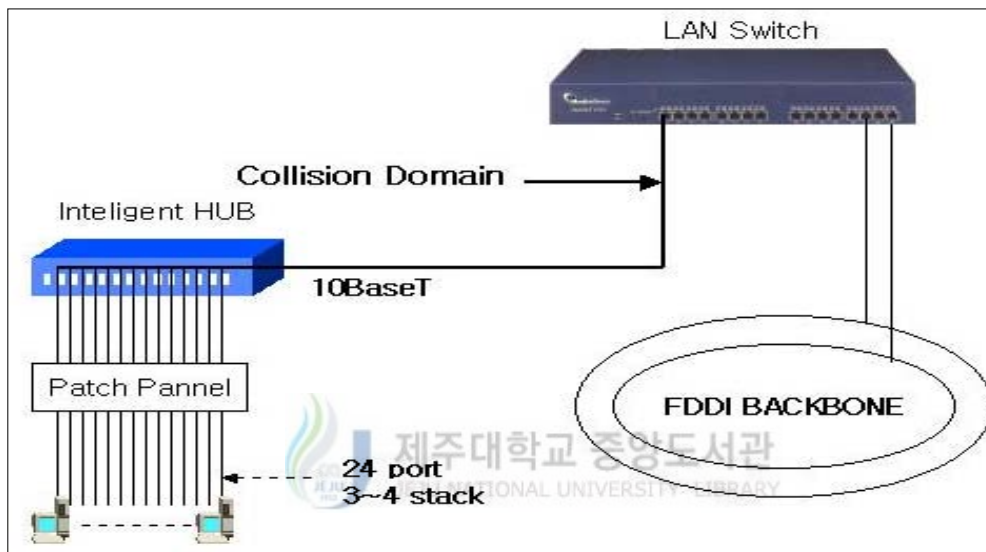 LAN Switch
Collision Domain
Inteligent HUB
10BaseT
Patch Pannel
FDDI BACKBONE
제주대학교 중앙도서관
JEJU NATIONAL UNIVERSITY LIBRARY
24 port
3~4 stack